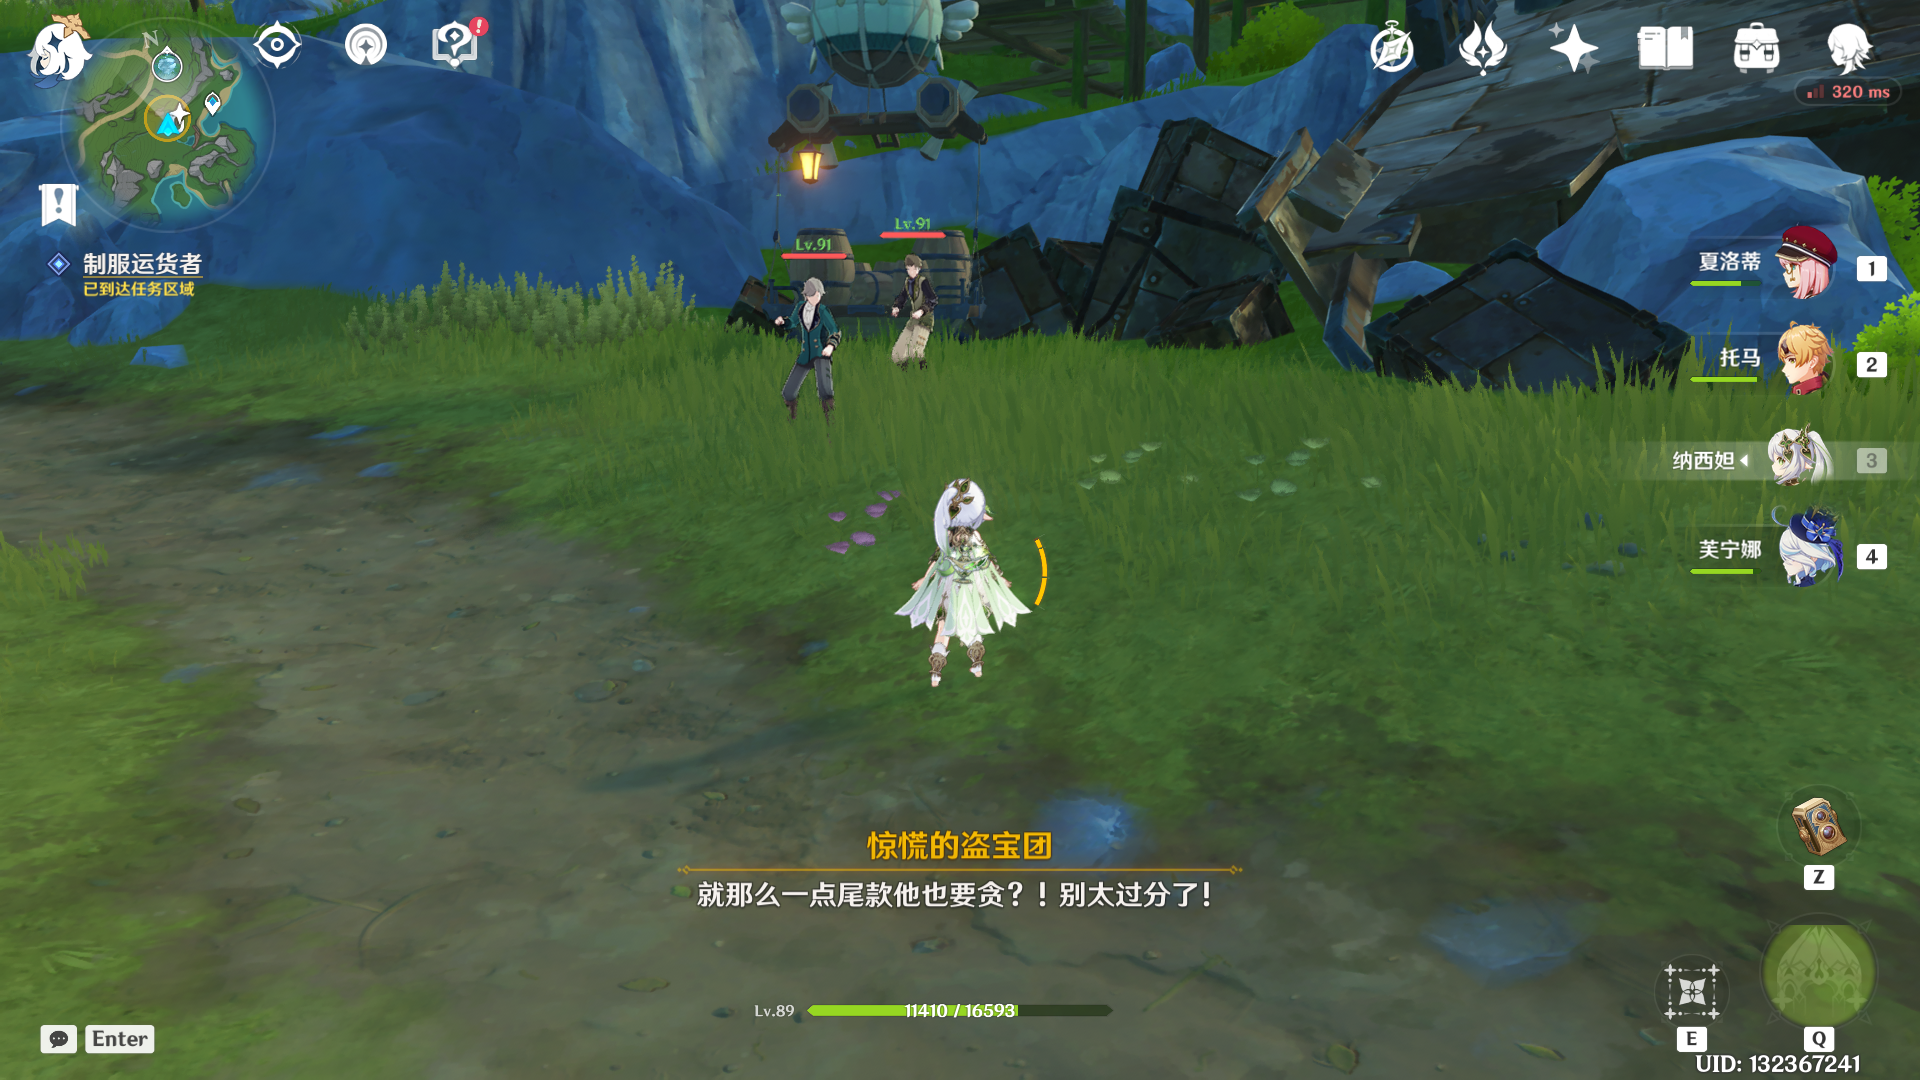 N
320 ms
制服运货者
已到达任务区域
Lv.91
Lv.91
夏洛蒂
1
托马
2
纳西妲
3
芙宁娜
4
惊慌的盗宝团
就那么一点尾款他也要贪？！别太过分了！
Z
Lv.89
11410 / 16593
Enter
E
Q
UID: 132367241